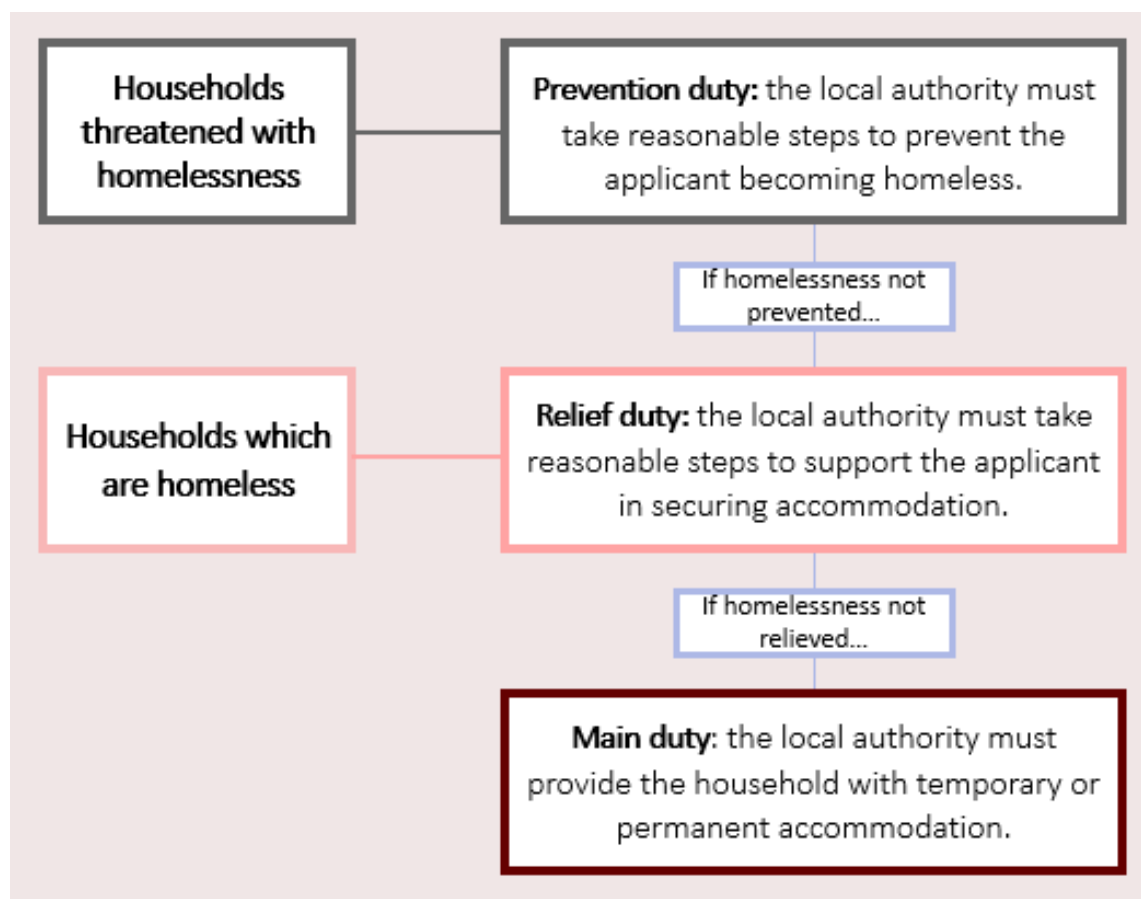 Households
threatened with
homelessness
Prevention duty: the local authority must
take reasonable steps to prevent the
applicant becoming homeless.
If homelessness not
prevented...
Households which
are homeless
Relief duty: the local authority must take
reasonable steps to support the applicant
in securing accommodation.
If homelessness not
relieved...
Main duty: the local authority must
provide the household with temporary or
permanent accommodation.